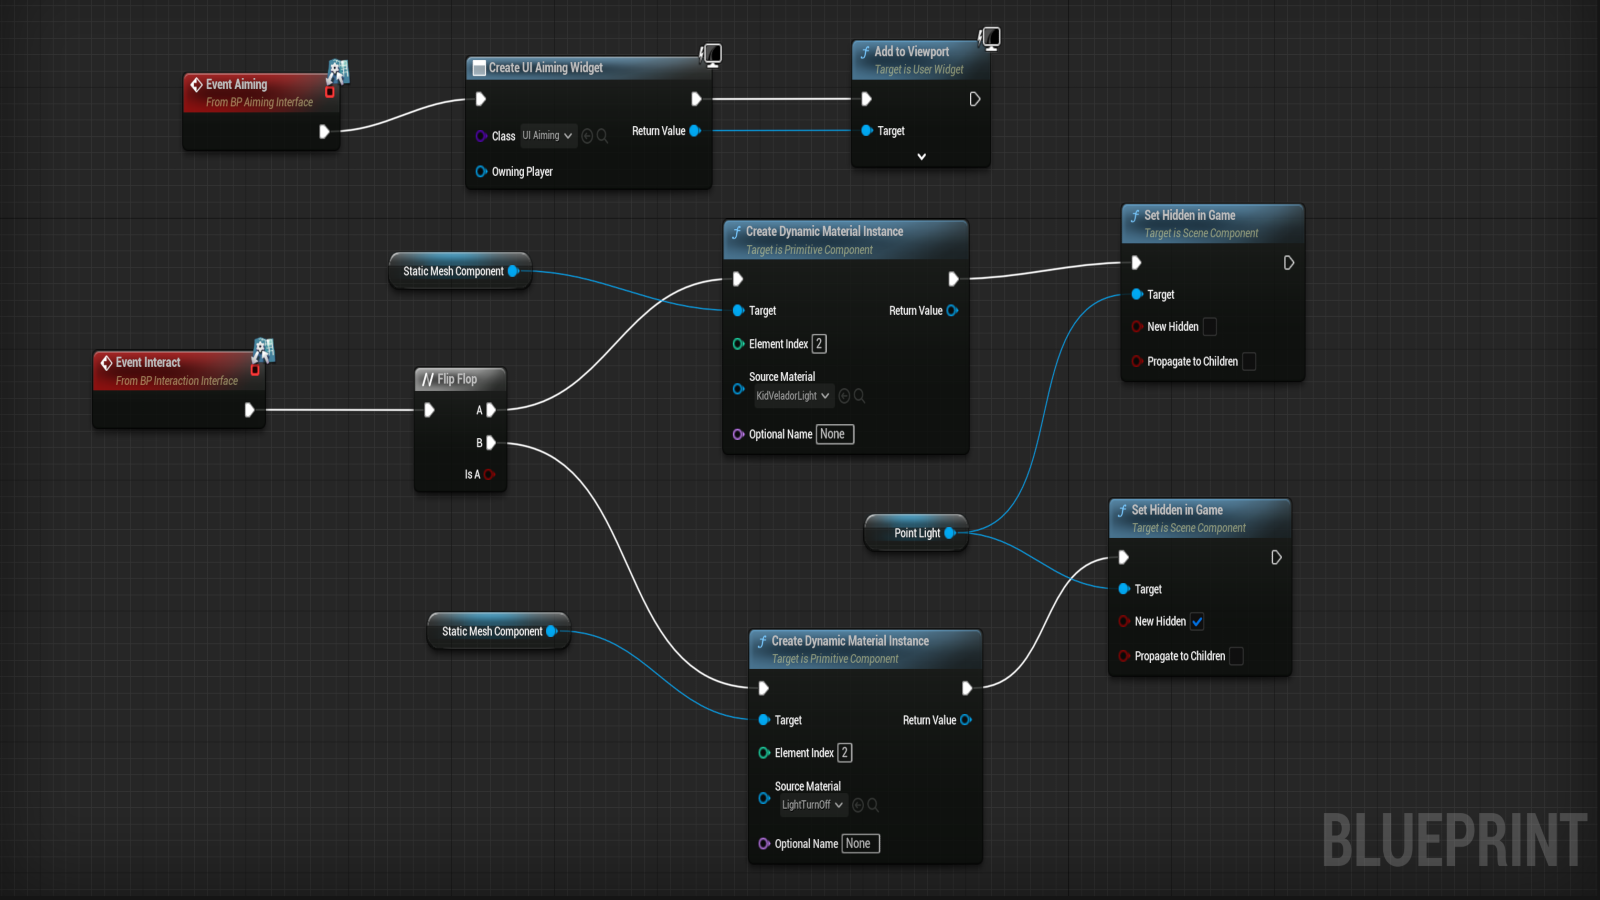 Event Aiming
From BP Aiming Interface
Create UI Aiming Widget
Class UI Aiming
Return Value
Owning Player
Add to Viewport
Target is User Widget
Target
Static Mesh Component
Create Dynamic Material Instance
Target is Primitive Component
Target
Return Value
Element Index 2
Source Material
KidVeladorLight
Optional Name None
Set Hidden in Game
Target is Scene Component
Target
New Hidden
Propagate to Children
Event Interact
From BP Interaction Interface
Flip Flop
A
B
Is A
Point Light
Set Hidden in Game
Target is Scene Component
Target
New Hidden
Propagate to Children
Static Mesh Component
Create Dynamic Material Instance
Target is Primitive Component
Target
Return Value
Element Index 2
Source Material
LightTurnOff
Optional Name None
BLUEPRINT